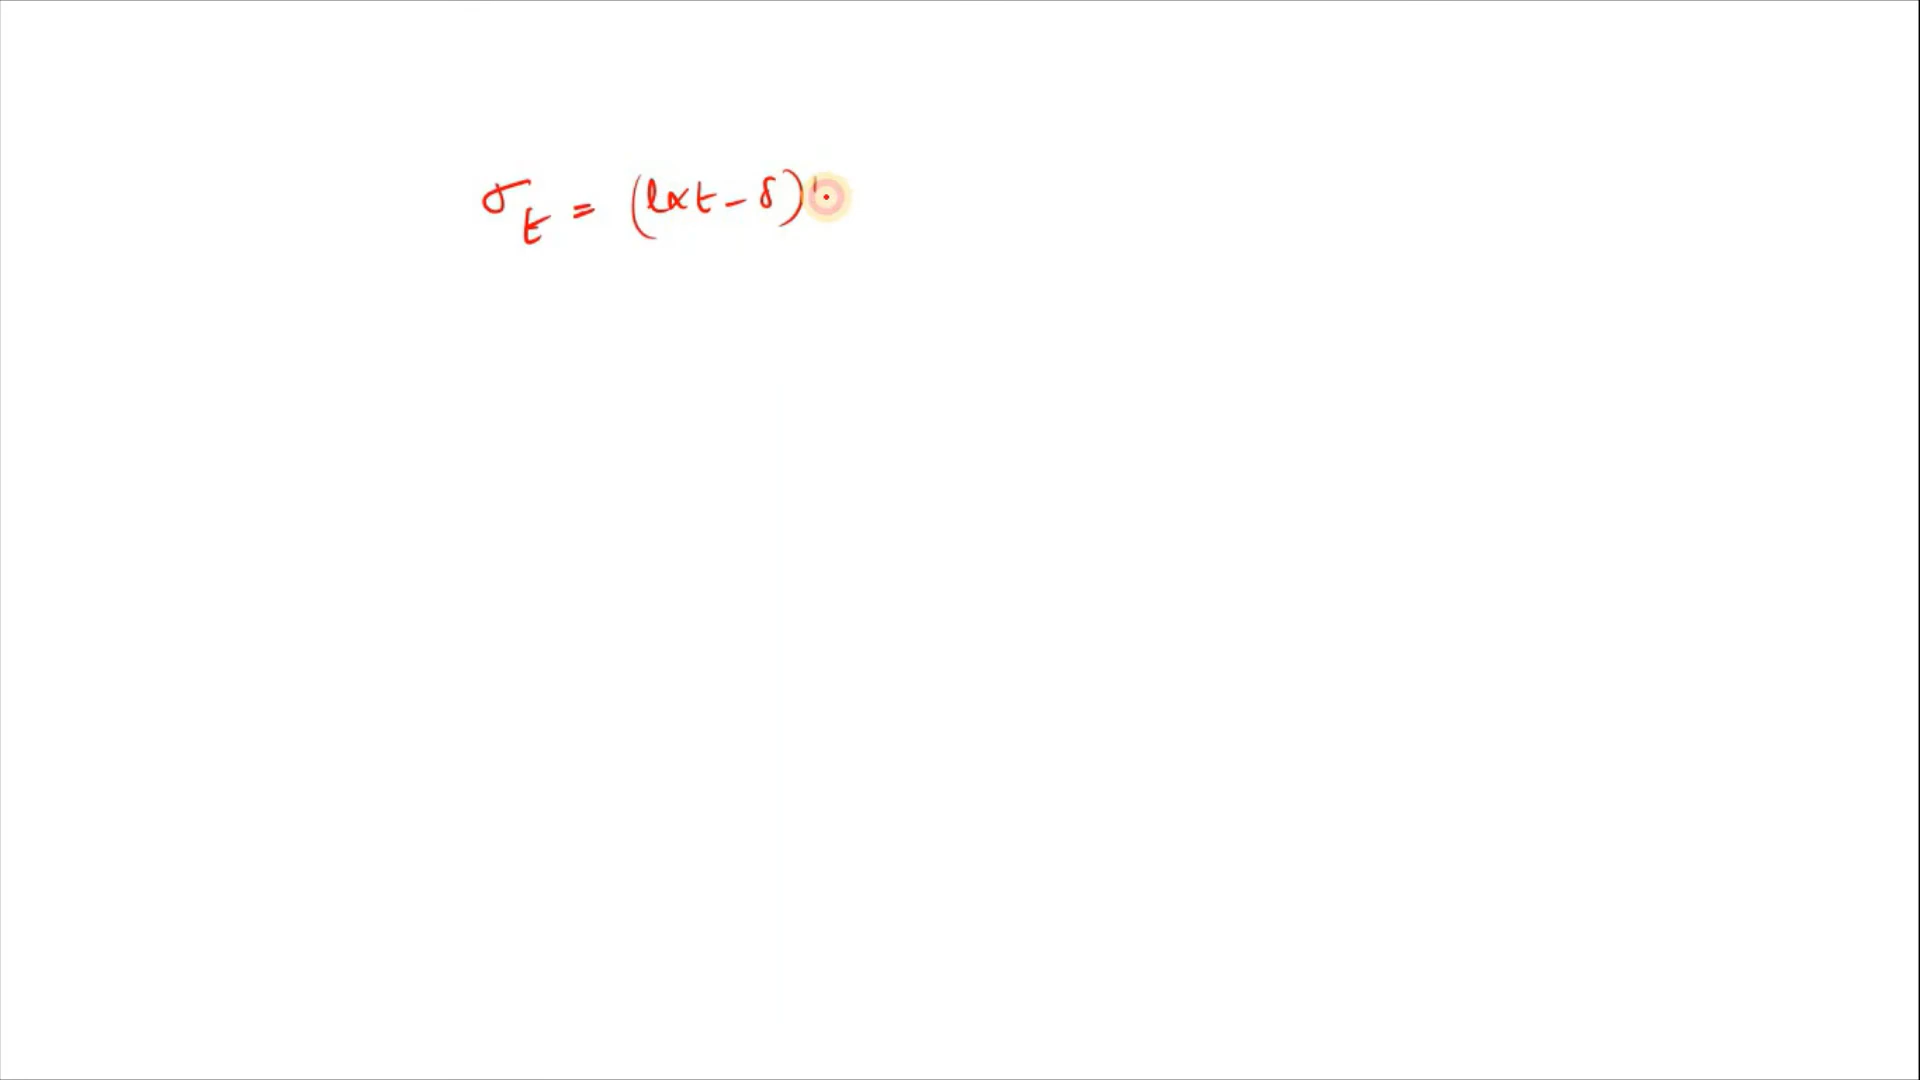 σt = (lαt - δ)